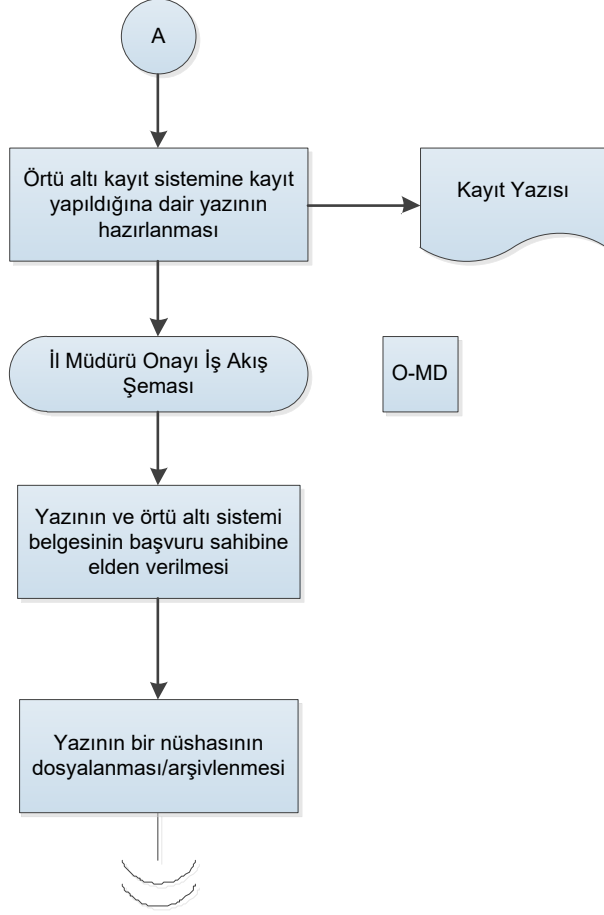 A
Örtü altı kayıt sistemine kayıt
yapıldığına dair yazının
hazırlanması
Kayıt Yazısı
İl Müdürü Onayı İş Akış
Şeması
O-MD
Yazının ve örtü altı sistemi
belgesinin başvuru sahibine
elden verilmesi
Yazının bir nüshasının
dosyalanması/arşivlenmesi